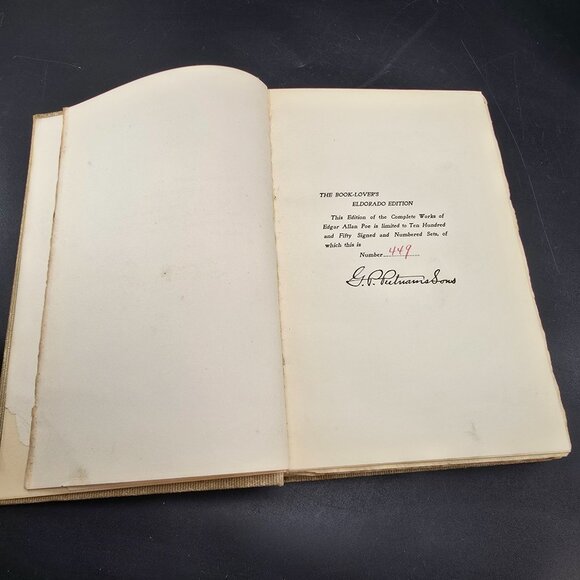 THE BOOK-LOVER'S
ELDORADO EDITION
This Edition of the Complete Works of
Edgar Allan Poe is limited to Ten Hundred
and Fifty Signed and Numbered Sets, of
which this is
Number....449......
G. P. Putnam's Sons